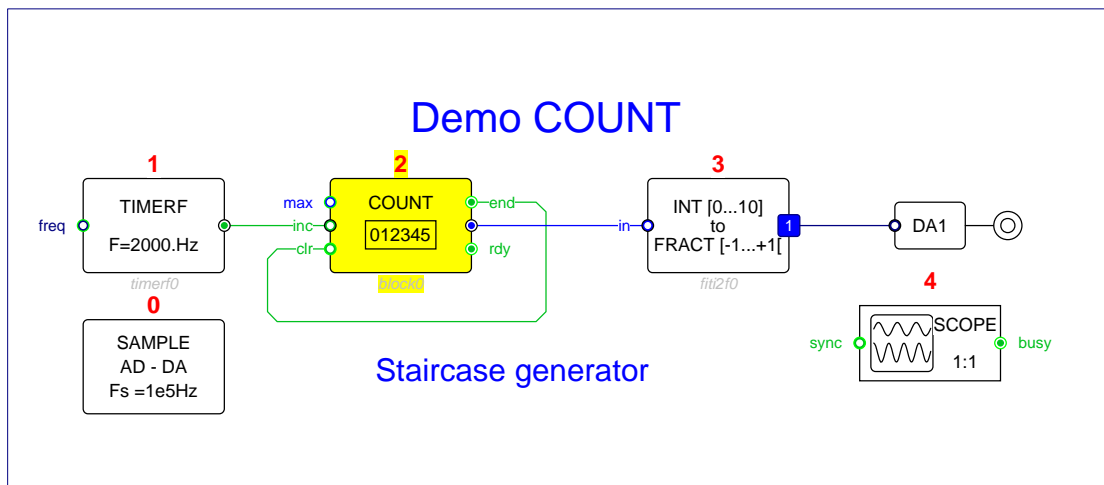 Demo COUNT
1
2
3
freq
TIMERF
F=2000.Hz
timerf0
max
inc
clr
COUNT
012345
end
rdy
block0
in
INT [0...10]
to
FRACT [-1...+1[
1
fiti2f0
DA1
0
SAMPLE
AD - DA
Fs =1e5Hz
Staircase generator
4
sync
SCOPE
1:1
busy